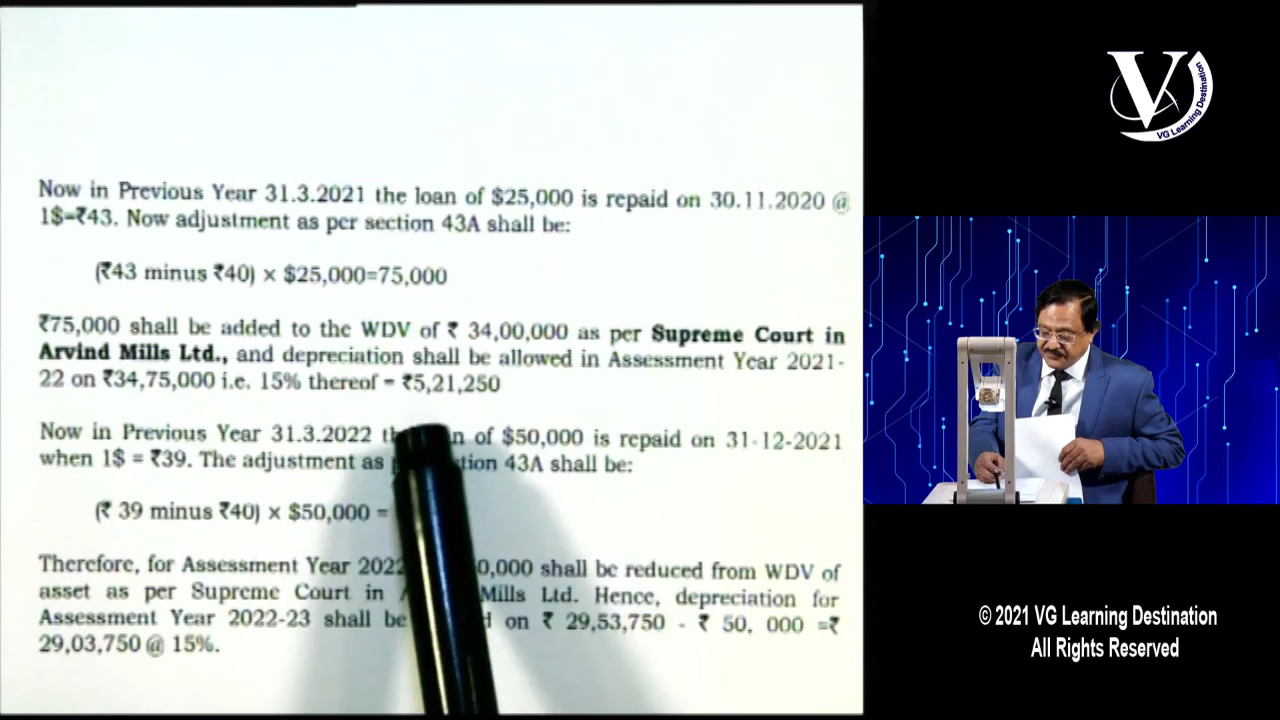 Now in Previous Year 31.3.2021 the loan of $25,000 is repaid on 30.11.2020 @
1$=₹43. Now adjustment as per section 43A shall be:
(₹43 minus ₹40) × $25,000=75,000
₹75,000 shall be added to the WDV of ₹ 34,00,000 as per Supreme Court in
Arvind Mills Ltd., and depreciation shall be allowed in Assessment Year 2021-
22 on ₹34,75,000 i.e. 15% thereof = ₹5,21,250
Now in Previous Year 31.3.2022 of $50,000 is repaid on 31-12-2021
when 1$ = ₹39. The adjustment as 43A shall be:
(₹ 39 minus ₹40) × $50,000 =
Therefore, for Assessment Year shall be reduced from WDV of
asset as per Supreme Court in Mills Ltd. Hence, depreciation for
Assessment Year 2022-23 shall be on ₹ 29,53,750 - ₹ 50, 000 =₹
29,03,750 @ 15%.
V
VG Learning Destination
© 2021 VG Learning Destination
All Rights Reserved